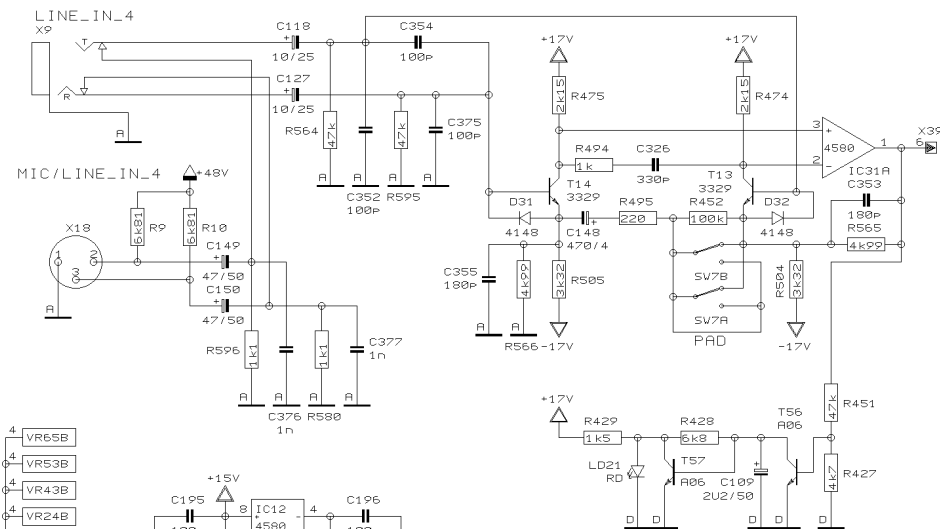 LINE_IN_4
X9
T
R
A
C118
+
10/25
C354
100p
C127
+
10/25
R564
47k
A
C352
100p
47k
A
R595
A
C375
100p
A
+17V
2k15
R475
+17V
2k15
R474
3
+
4580
2
-
1
IC31A
X39
6
R494
1k
C326
330p
T14
3329
T13
3329
C353
180p
R565
4k99
D31
4148
C148
+
470/4
R495
220
R452
100k
D32
4148
MIC/LINE_IN_4
+48V
6k81
R9
6k81
R10
X18
1
2
3
A
C149
+
47/50
C150
+
47/50
R596
1k1
A
C376
1n
A
1k1
R580
A
C377
1n
A
C355
180p
A
4k99
A
R566
3k32
R505
-17V
SW7B
SW7A
PAD
R504
3k32
-17V
47k
R451
4k7
R427
D
+17V
R429
1k5
R428
6k8
T56
A06
T57
A06
LD21
RD
C109
+
2U2/50
D
D
D
D
4
VR65B
4
VR53B
4
VR43B
4
VR24B
+15V
C195
8
IC12
+
-
4580
4
C196